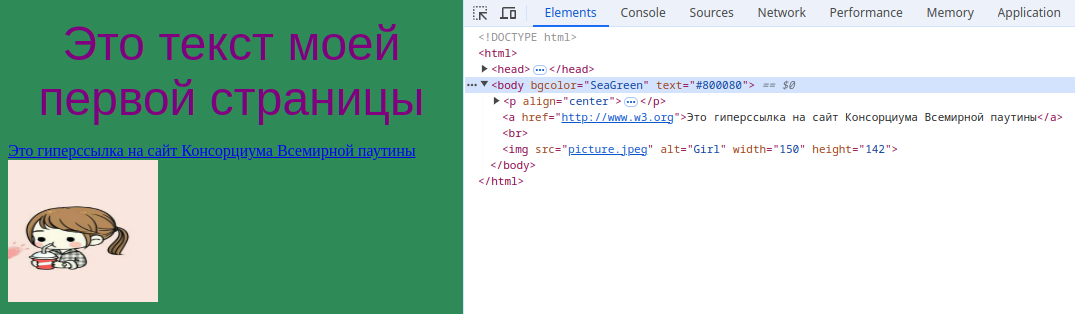 Это текст моей
первой страницы
Это гиперссылка на сайт Консорциума Всемирной паутины
Elements Console Sources Network Performance Memory Application
<!DOCTYPE html>
<html>
<head>…</head>
<body bgcolor="SeaGreen" text="#800080"> == $0
<p align="center">…</p>
<a href="http://www.w3.org">Это гиперссылка на сайт Консорциума Всемирной паутины</a>
<br>
<img src="picture.jpeg" alt="Girl" width="150" height="142">
</body>
</html>